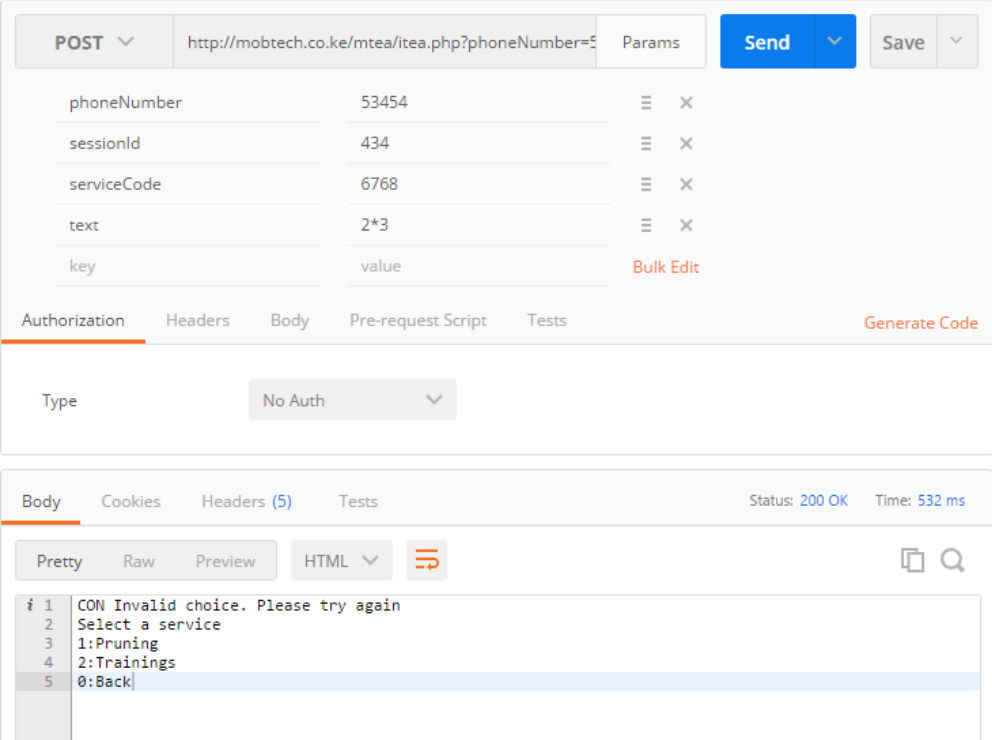 POST http://mobtech.co.ke/mtea/itea.php?phoneNumber=5 Params Send Save
phoneNumber 53454
sessionId 434
serviceCode 6768
text 2*3
key value Bulk Edit
Authorization Headers Body Pre-request Script Tests Generate Code
Type No Auth
Body Cookies Headers (5) Tests Status: 200 OK Time: 532 ms
Pretty Raw Preview HTML
i 1 CON Invalid choice. Please try again
2 Select a service
3 1:Pruning
4 2:Trainings
5 0:Back